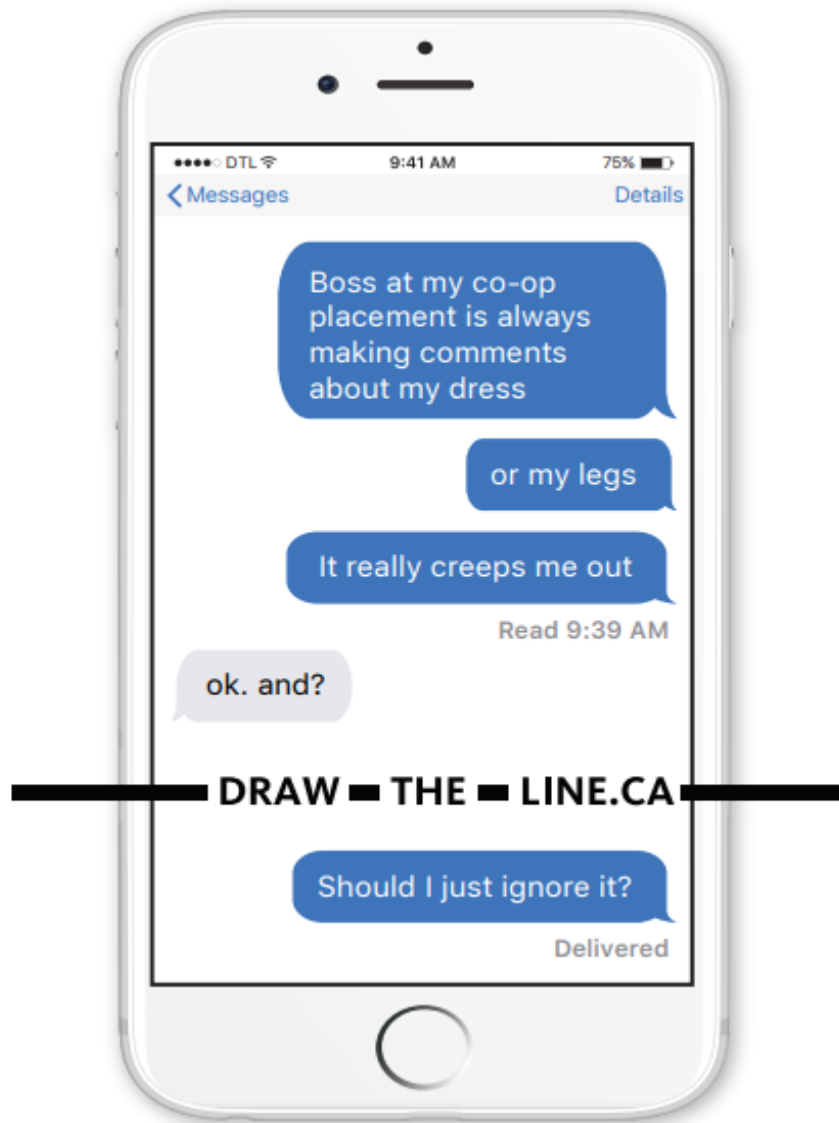 DTL 9:41 AM 75%
Messages Details
Boss at my co-op
placement is always
making comments
about my dress
or my legs
It really creeps me out
Read 9:39 AM
ok. and?
DRAW THE LINE.CA
Should I just ignore it?
Delivered